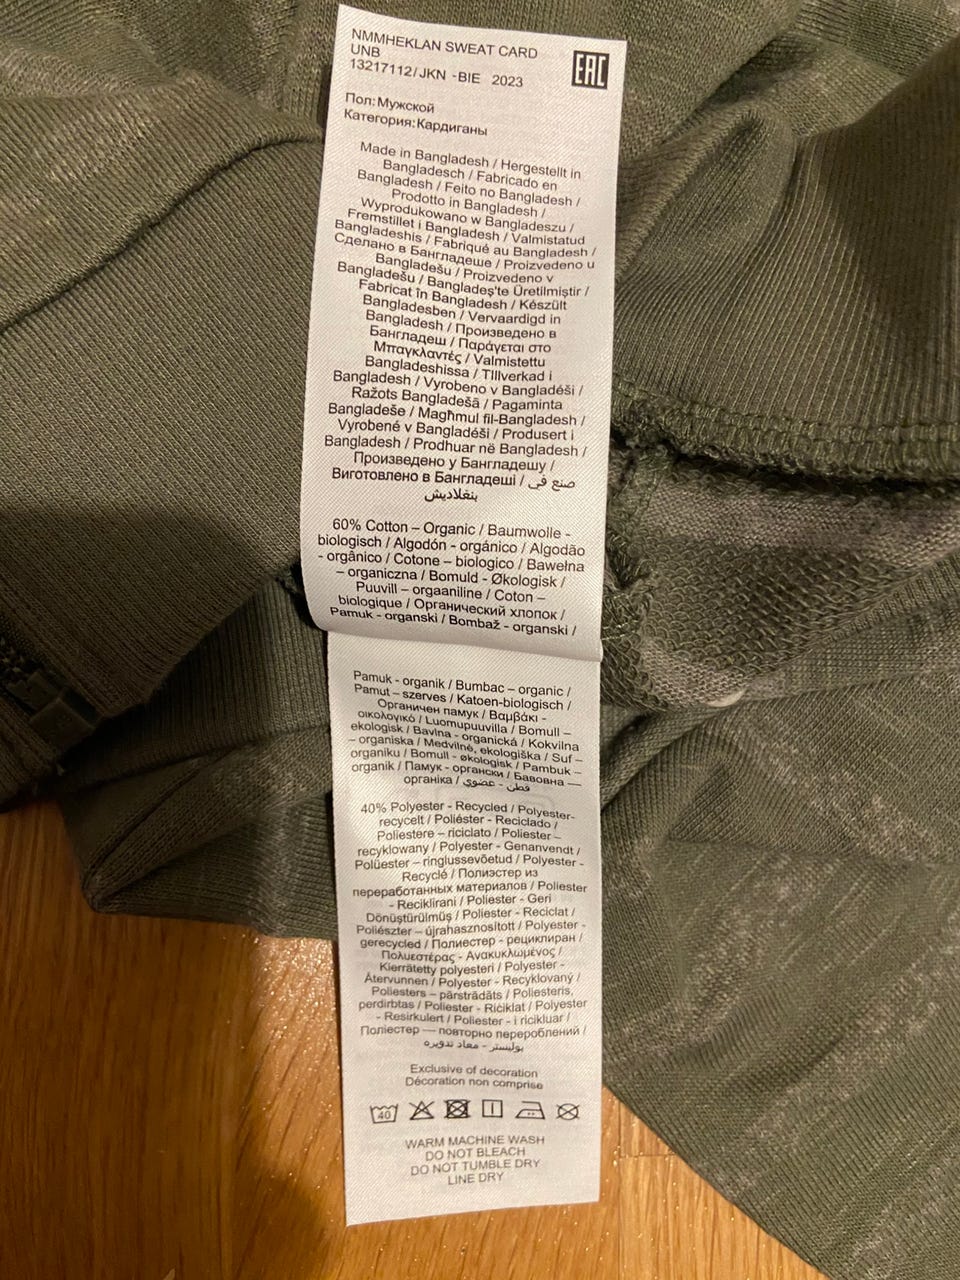 NMMHEKLAN SWEAT CARD
UNB
13217112/JKN -BIE 2023
EAC
Пол:Мужской
Категория:Кардиганы
Made in Bangladesh / Hergestellt in
Bangladesch / Fabricado en
Bangladesh / Feito no Bangladesh /
Prodotto in Bangladesh /
Wyprodukowano w Bangladeszu /
Fremstillet i Bangladesh / Valmistatud
Bangladeshis / Fabriqué au Bangladesh /
Сделано в Бангладеше / Proizvedeno u
Bangladešu / Proizvedeno v
Bangladešu / Bangladeş'te Üretilmiştir /
Fabricat în Bangladesh / Készült
Bangladesben / Vervaardigd in
Bangladesh / Произведено в
Бангладеш / Παράγεται στο
Μπαγκλαντές / Valmistettu
Bangladeshissa / TIllverkad i
Bangladesh / Vyrobeno v Bangladéši /
Ražots Bangladešā / Pagaminta
Bangladeše / Magħmul fil-Bangladesh /
Vyrobené v Bangladéši / Produsert i
Bangladesh / Prodhuar në Bangladesh /
Произведено у Бангладешу /
Виготовлено в Бангладеші / صنع في
بنغلاديش
60% Cotton – Organic / Baumwolle -
biologisch / Algodón - orgánico / Algodão
- orgânico / Cotone – biologico / Bawełna
– organiczna / Bomuld - Økologisk /
Puuvill – orgaaniline / Coton –
biologique / Органический хлопок /
Pamuk - organski / Bombaž - organski /
Pamuk - organik / Bumbac – organic /
Pamut – szerves / Katoen-biologisch /
Органичен памук / Βαμβάκι -
οικολογικό / Luomupuuvilla / Bomull –
ekologisk / Bavlna - organická / Kokvilna
– organiska / Medvilnė, ekologiška / Suf –
organiku / Bomull - økologisk / Pambuk –
organik / Памук - органски / Бавовна —
органіка / قطن - عضوي
40% Polyester - Recycled / Polyester-
recycelt / Poliéster - Reciclado /
Poliestere – riciclato / Poliester –
recyklowany / Polyester - Genanvendt /
Polüester – ringlussevõetud / Polyester -
Recyclé / Полиэстер из
переработанных материалов / Poliester
- Reciklirani / Poliester - Geri
Dönüştürülmüş / Poliester - Reciclat /
Poliészter – újrahasznosított / Polyester -
gerecycled / Полиестер - рециклиран /
Πολυεστέρας - Ανακυκλωμένος /
Kierrätetty polyesteri / Polyester -
Återvunnen / Polyester - Recyklovaný /
Poliesters – pārstrādāts / Poliesteris,
perdirbtas / Poliester - Riċiklat / Polyester
- Resirkulert / Poliester - i ricikluar /
Поліестер — повторно перероблений /
بوليستر - معاد تدويره
Exclusive of decoration
Décoration non comprise
40
WARM MACHINE WASH
DO NOT BLEACH
DO NOT TUMBLE DRY
LINE DRY